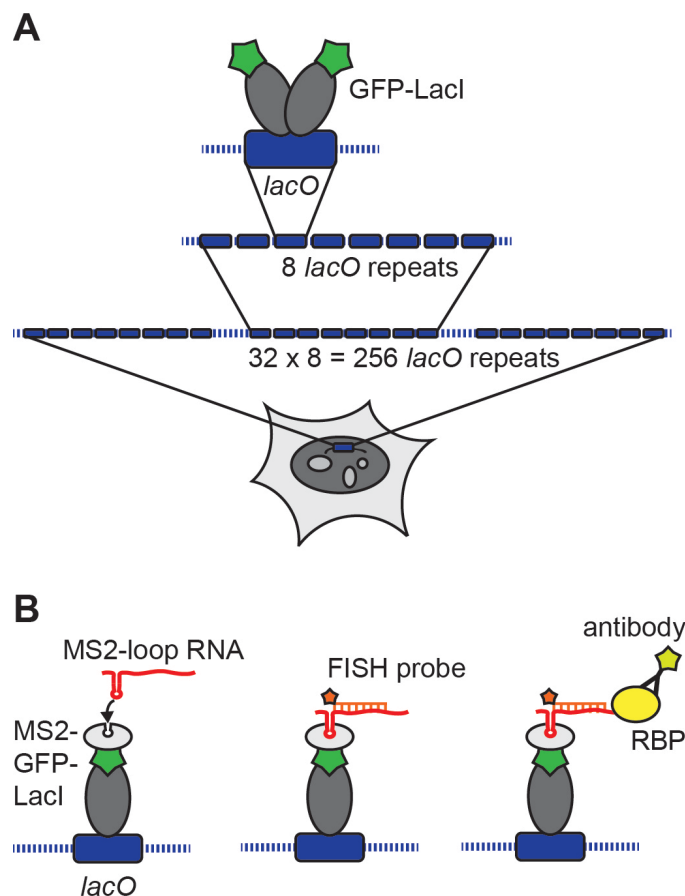 A
GFP-LacI
lacO
8 lacO repeats
32 x 8 = 256 lacO repeats
B
MS2-loop RNA
MS2-
GFP-
LacI
lacO
FISH probe
antibody
RBP